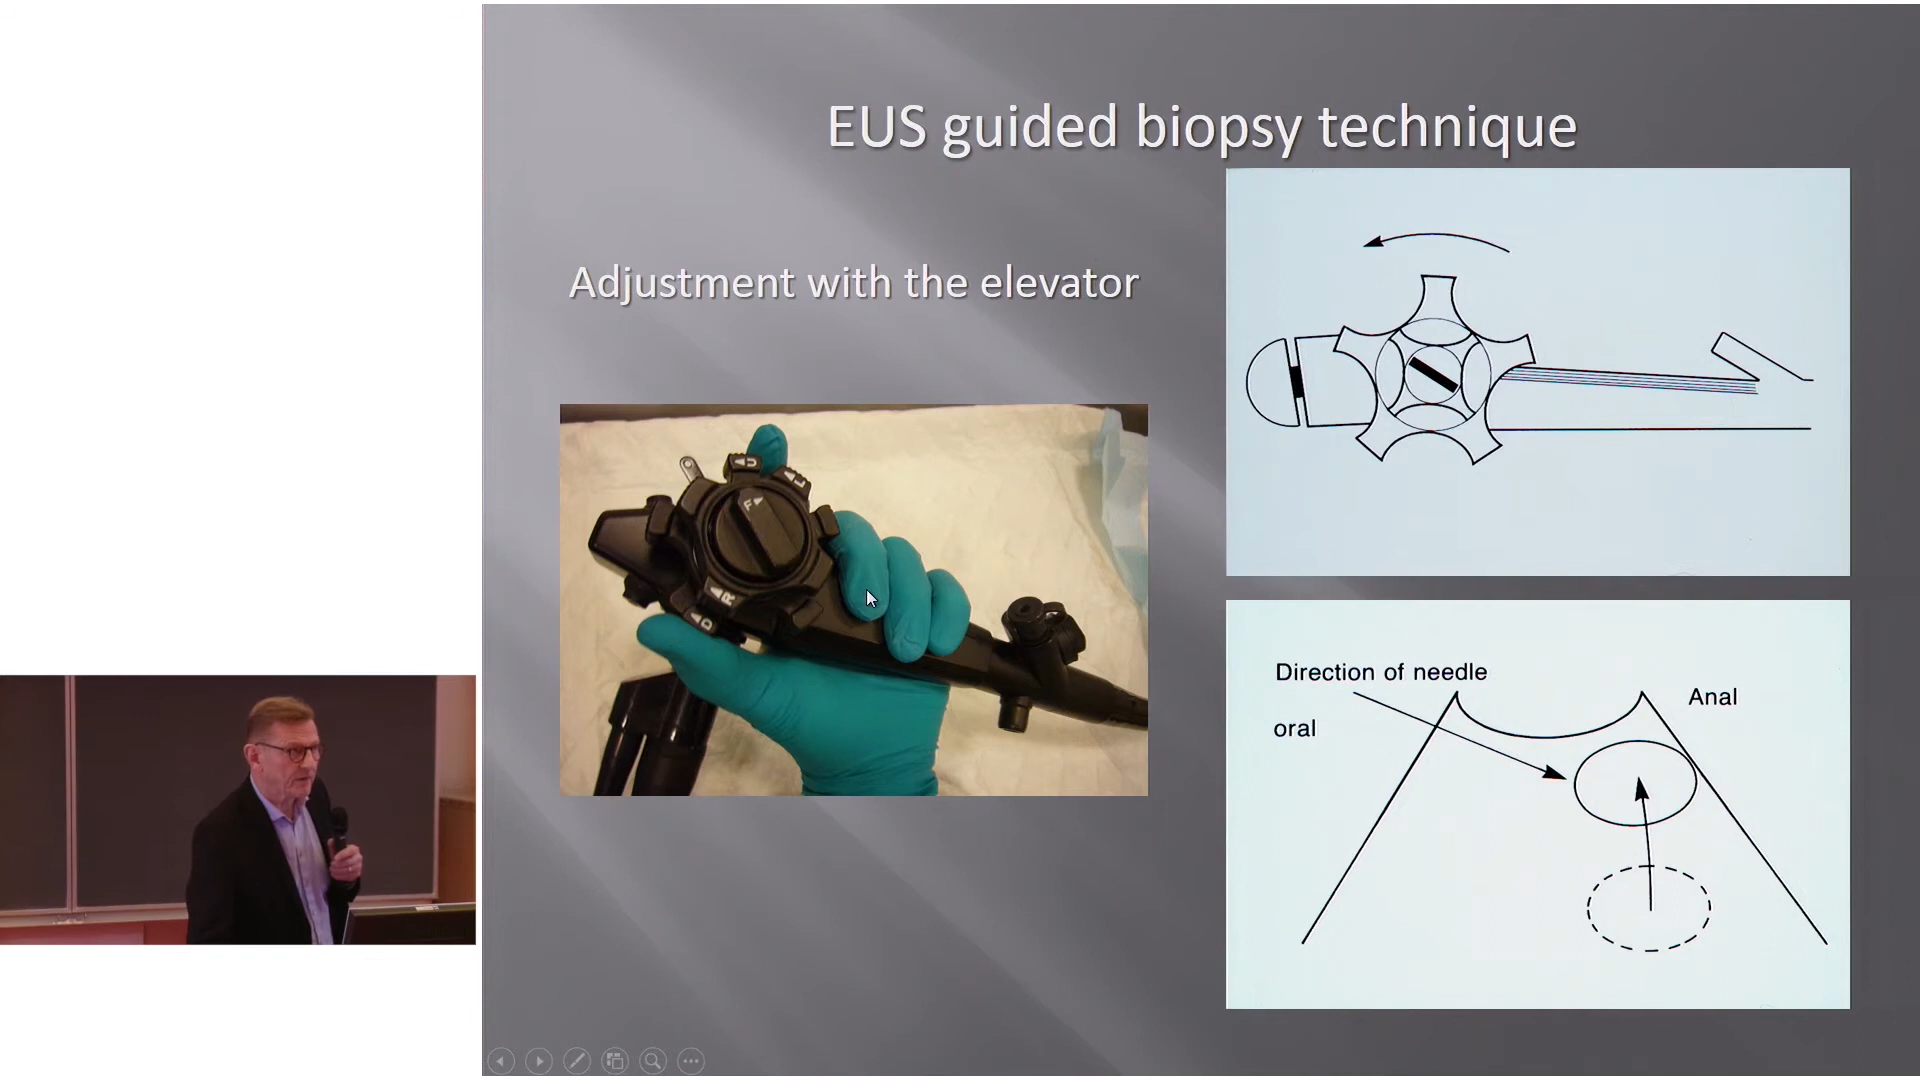 EUS guided biopsy technique
Adjustment with the elevator
U
L
F
R
D
Direction of needle
oral
Anal